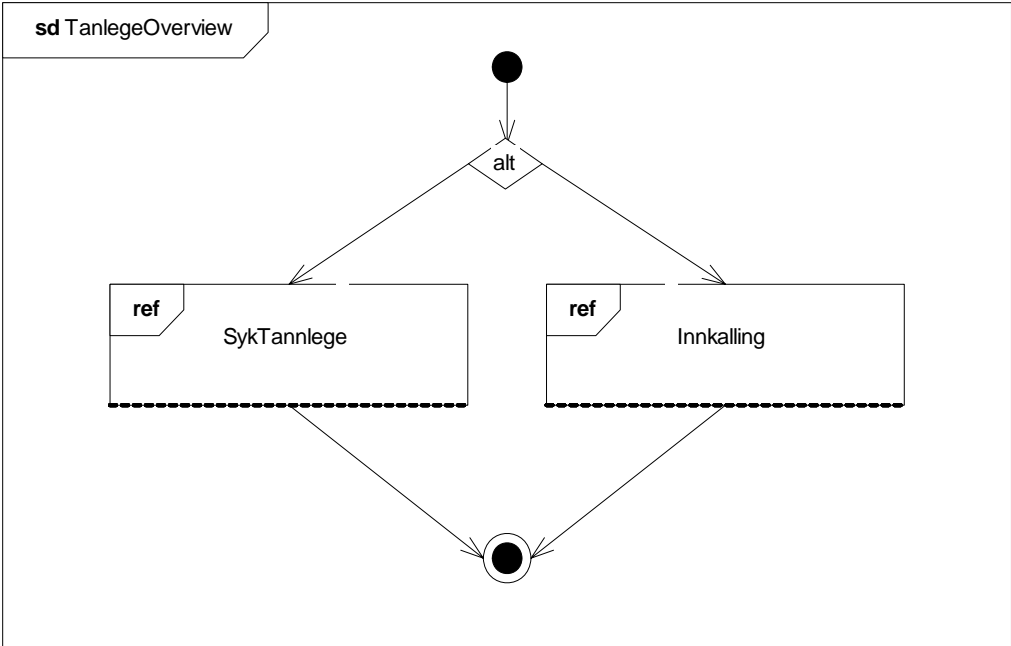 sd TanlegeOverview
alt
ref
SykTannlege
ref
Innkalling